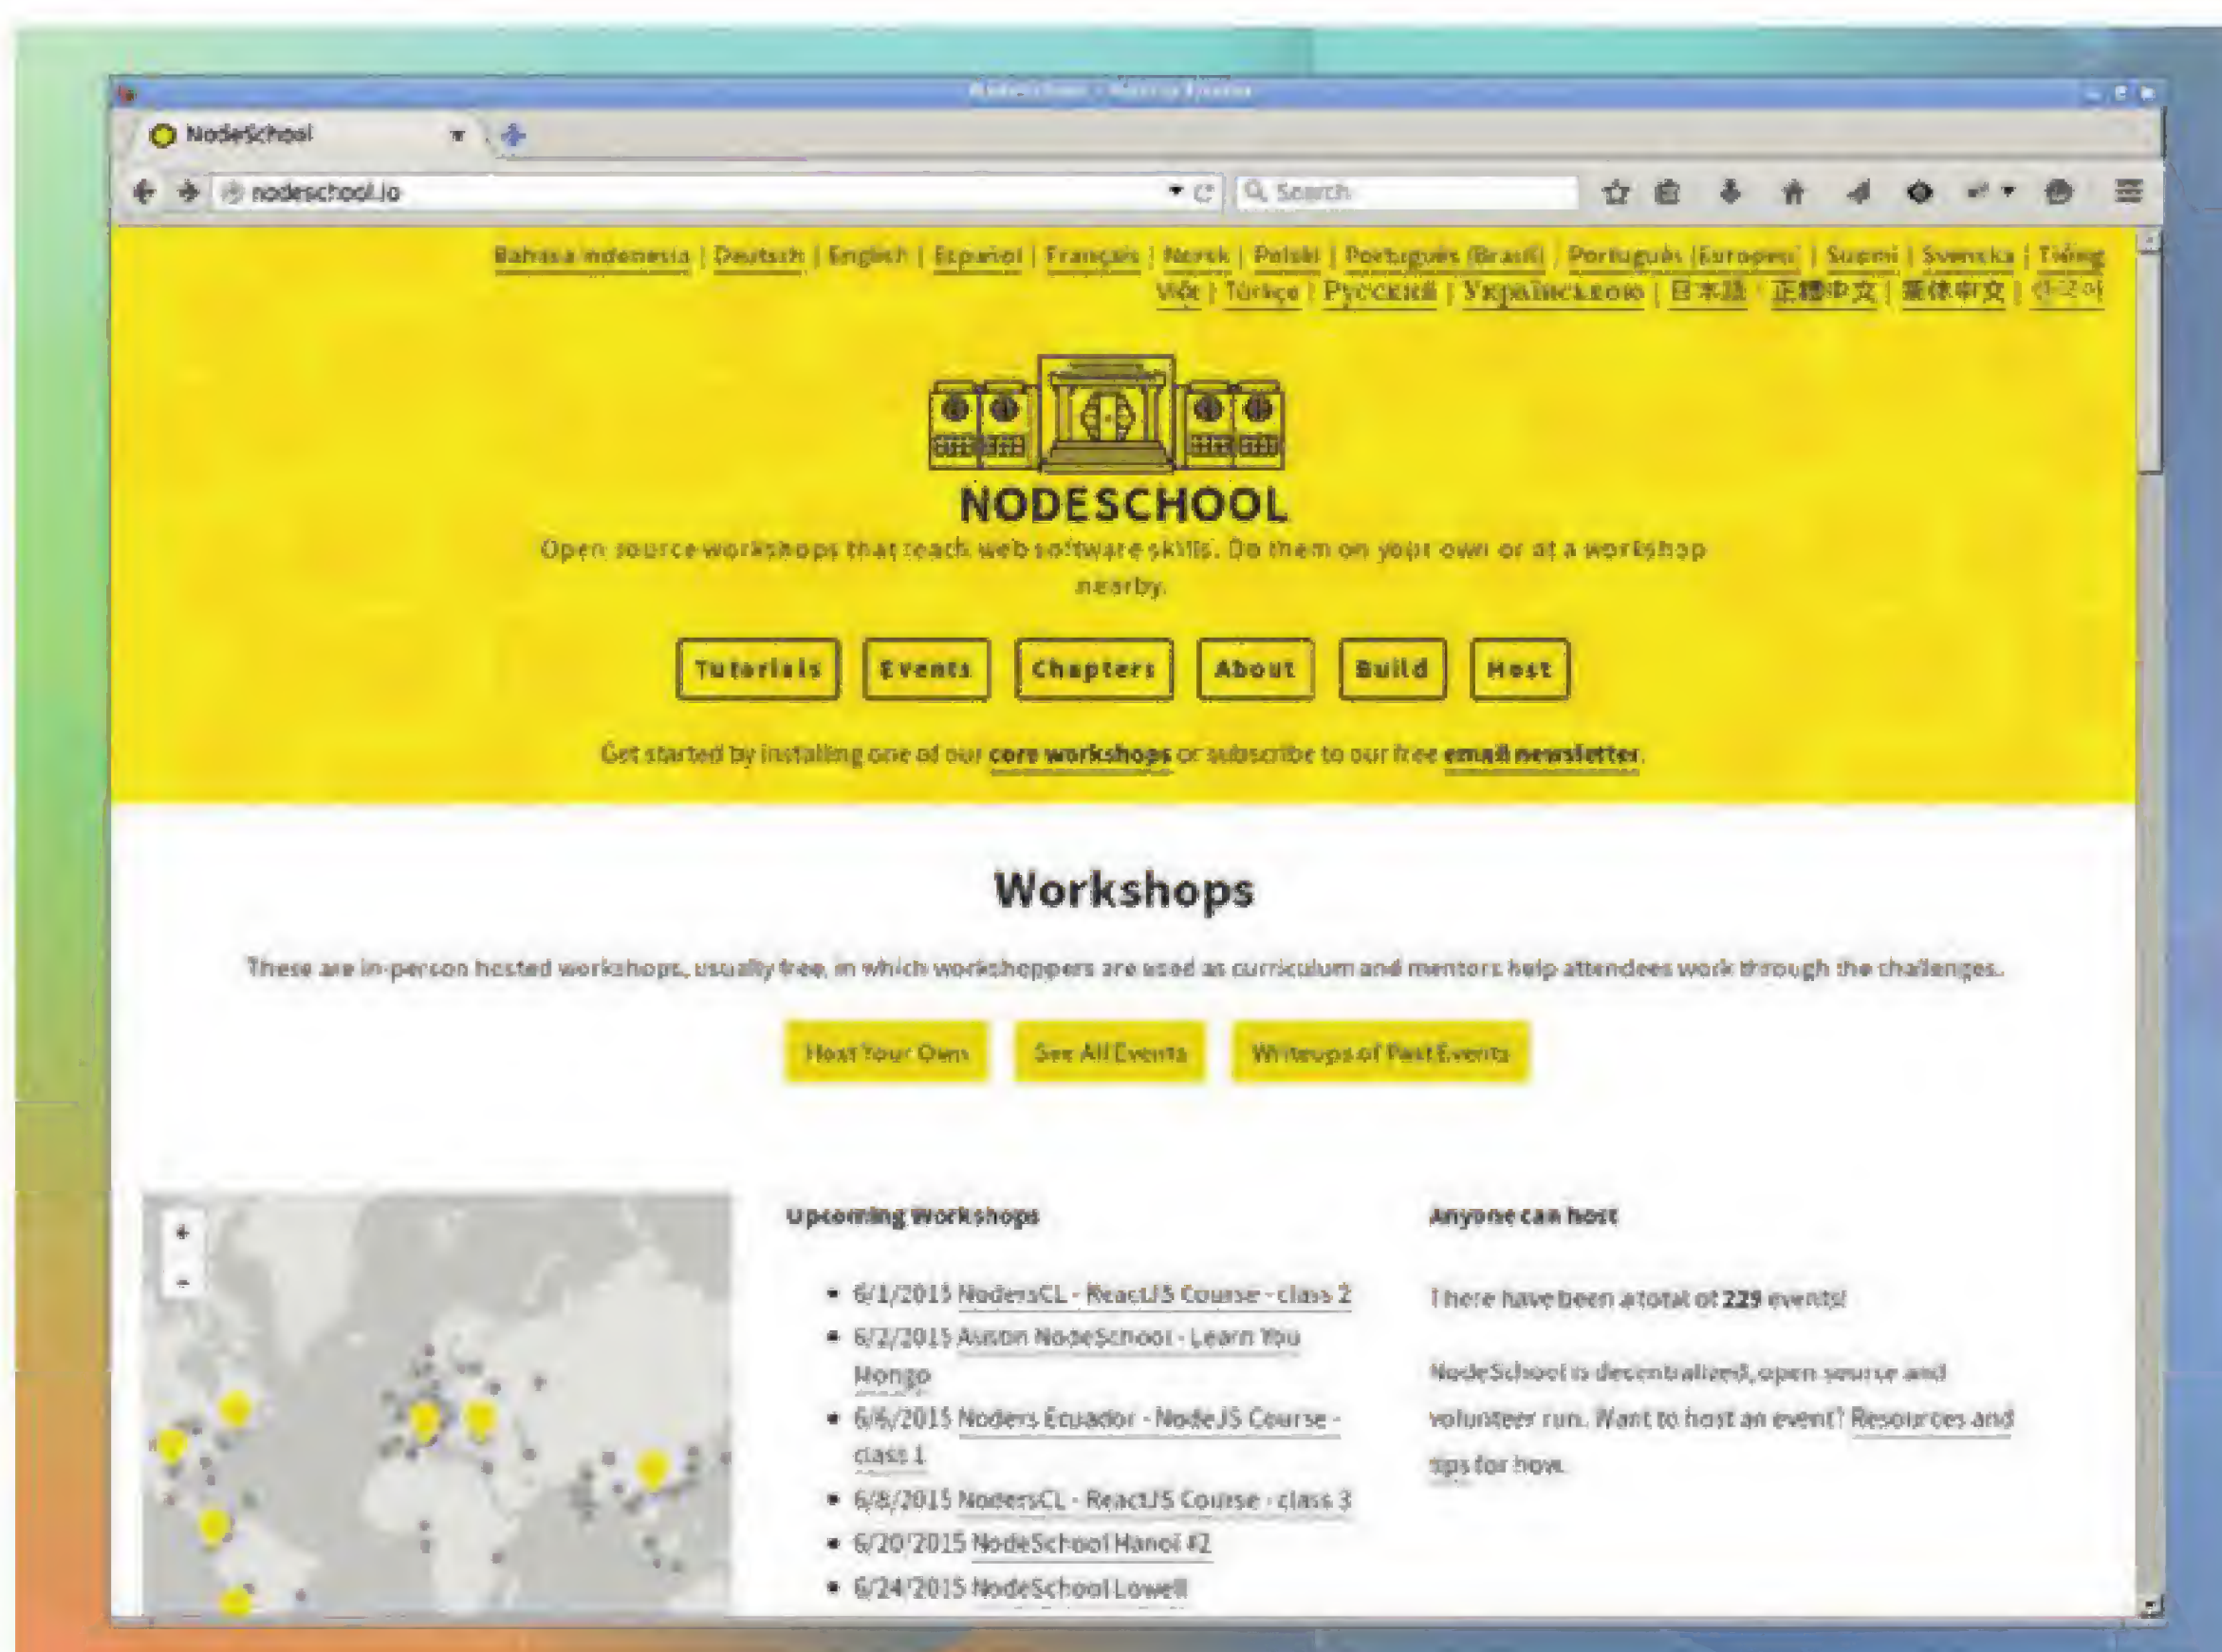 NodeSchool - Mozilla Firefox
NodeSchool
nodeschool.io
Search
Bahasa Indonesia | Deutsch | English | Español | Français | Norsk | Polski | Português (Brasil) | Português (Europeu) | Suomi | Svenska | Tiếng
Việt | Türkçe | Русский | Українською | 日本語 | 正體中文 | 简体中文 | 한국어
NODESCHOOL
Open source workshops that teach web software skills. Do them on your own or at a workshop
nearby.
Tutorials Events Chapters About Build Host
Get started by installing one of our core workshops or subscribe to our free email newsletter.
Workshops
These are in-person hosted workshops, usually free, in which workshoppers are used as curriculum and mentors help attendees work through the challenges.
Host Your Own See All Events Writeups of Past Events
+
-
Upcoming Workshops
• 6/1/2015 NodersCL - ReactJS Course - class 2
• 6/2/2015 Austin NodeSchool - Learn You
Mongo
• 6/6/2015 Noders Ecuador - NodeJS Course -
class 1
• 6/8/2015 NodersCL - ReactJS Course - class 3
• 6/20/2015 NodeSchool Hanoi #2
• 6/24/2015 NodeSchool Lowell
Anyone can host
There have been a total of 229 events!
NodeSchool is decentralized, open source and
volunteer run. Want to host an event? Resources and
tips for how.